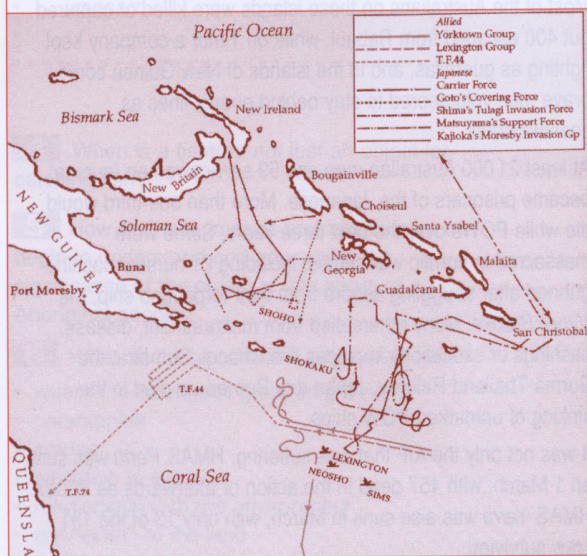 Pacific Ocean
Allied
Yorktown Group
Lexington Group
T.F.44
Japanese
Carrier Force
Goto's Covering Force
Shima's Tulagi Invasion Force
Matsuyama's Support Force
Kajioka's Moresby Invasion Gp
Bismark Sea
New Ireland
New Britain
Bougainville
Choiseul
Santa Ysabel
NEW GUINEA
Soloman Sea
New
Georgia
Malaita
Buna
Guadalcanal
Port Moresby
San Christobal
SHOHO
SHOKAKU
T.F.44
LEXINGTON
NEOSHO
SIMS
Coral Sea
T.F.74
QUEENSLA